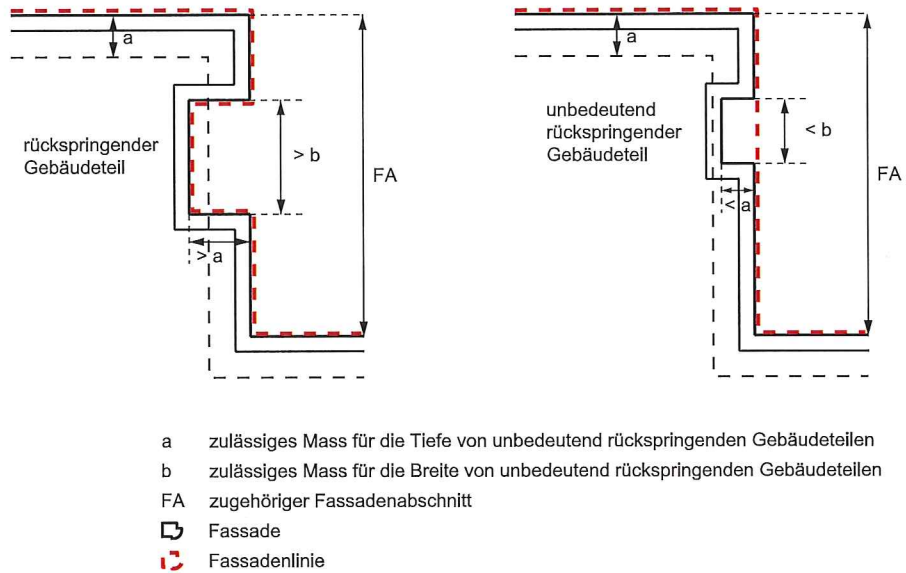 a
rückspringender
Gebäudeteil
> b
FA
> a
a
unbedeutend
rückspringender
Gebäudeteil
< b
FA
< a
a zulässiges Mass für die Tiefe von unbedeutend rückspringenden Gebäudeteilen
b zulässiges Mass für die Breite von unbedeutend rückspringenden Gebäudeteilen
FA zugehöriger Fassadenabschnitt
Fassade
Fassadenlinie